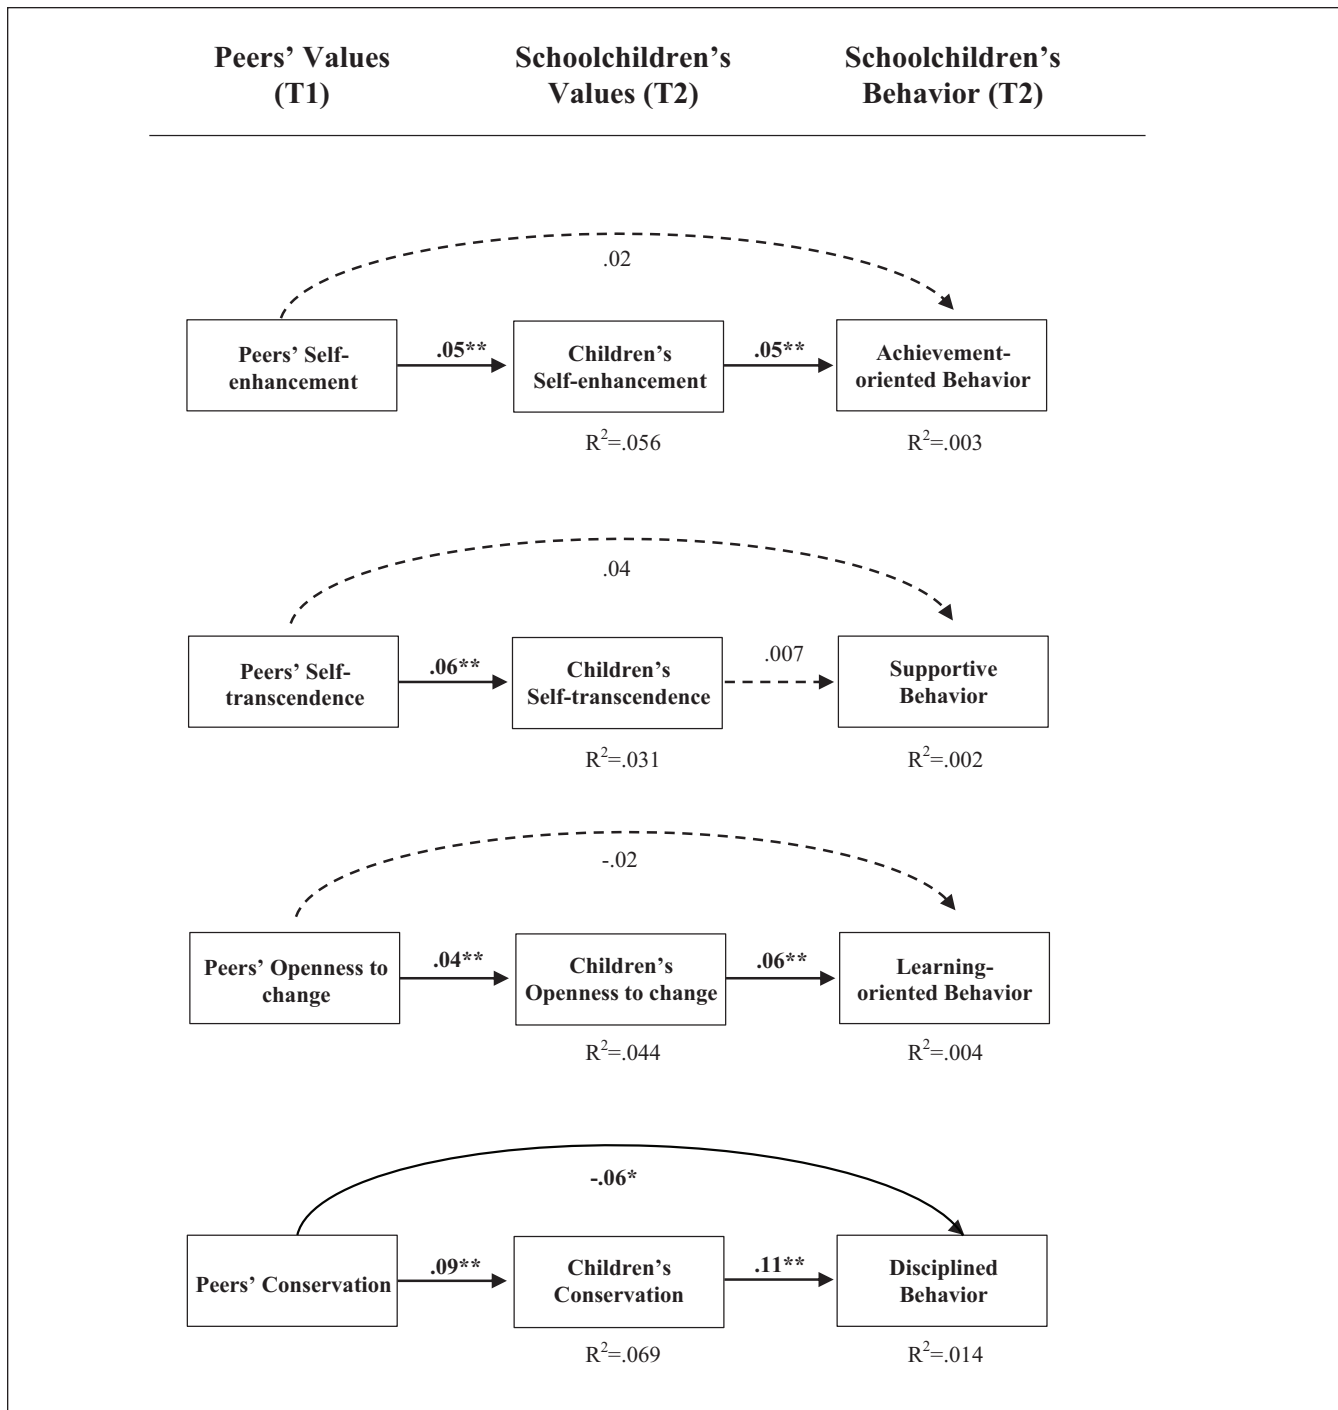 Peers’ Values
(T1)
Schoolchildren’s
Values (T2)
Schoolchildren’s
Behavior (T2)
.02
Peers’ Self-
enhancement
.05**
Children’s
Self-enhancement
.05**
Achievement-
oriented Behavior
R²=.056
R²=.003
.04
Peers’ Self-
transcendence
.06**
Children’s
Self-transcendence
.007
Supportive
Behavior
R²=.031
R²=.002
-.02
Peers’ Openness to
change
.04**
Children’s
Openness to change
.06**
Learning-
oriented Behavior
R²=.044
R²=.004
-.06*
Peers’ Conservation
.09**
Children’s
Conservation
.11**
Disciplined
Behavior
R²=.069
R²=.014